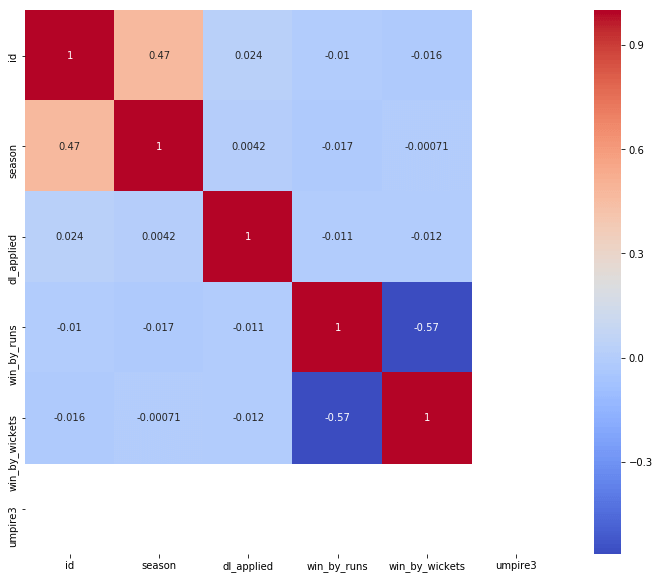 id 1 0.47 0.024 -0.01 -0.016
season 0.47 1 0.0042 -0.017 -0.00071
dl_applied 0.024 0.0042 1 -0.011 -0.012
win_by_runs -0.01 -0.017 -0.011 1 -0.57
win_by_wickets -0.016 -0.00071 -0.012 -0.57 1
umpire3
id season dl_applied win_by_runs win_by_wickets umpire3
0.9
0.6
0.3
0.0
−0.3